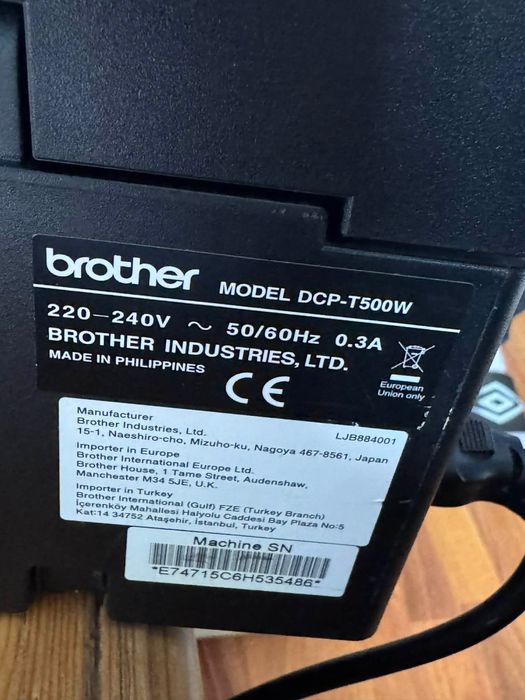 brother MODEL DCP-T500W
220-240V ~ 50/60Hz 0.3A
BROTHER INDUSTRIES, LTD.
MADE IN PHILIPPINES
CE
European
Union only
Manufacturer
Brother Industries, Ltd. LJB884001
15-1, Naeshiro-cho, Mizuho-ku, Nagoya 467-8561, Japan
Importer in Europe
Brother International Europe Ltd.
Brother House, 1 Tame Street, Audenshaw,
Manchester M34 5JE, U.K.
Importer in Turkey
Brother International (Gulf) FZE (Turkey Branch)
İçerenköy Mahallesi Halyolu Caddesi Bay Plaza No:5
Kat:14 34752 Ataşehir, İstanbul, Turkey
Machine SN
*E74715C6H535486*